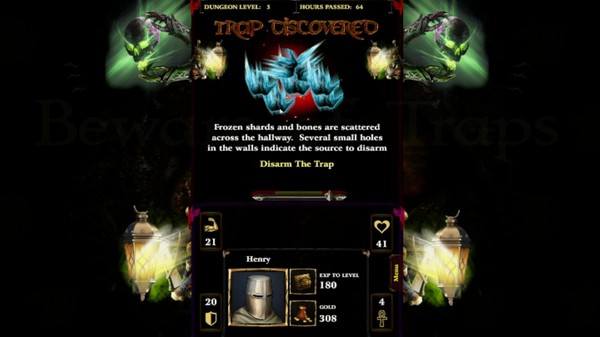 DUNGEON LEVEL: 3
HOURS PASSED: 64
TRAP DISCOVERED
Frozen shards and bones are scattered
across the hallway. Several small holes
in the walls indicate the source to disarm
Disarm The Trap
21
41
Henry
EXP TO LEVEL
180
Menu
20
GOLD
308
4
Traps